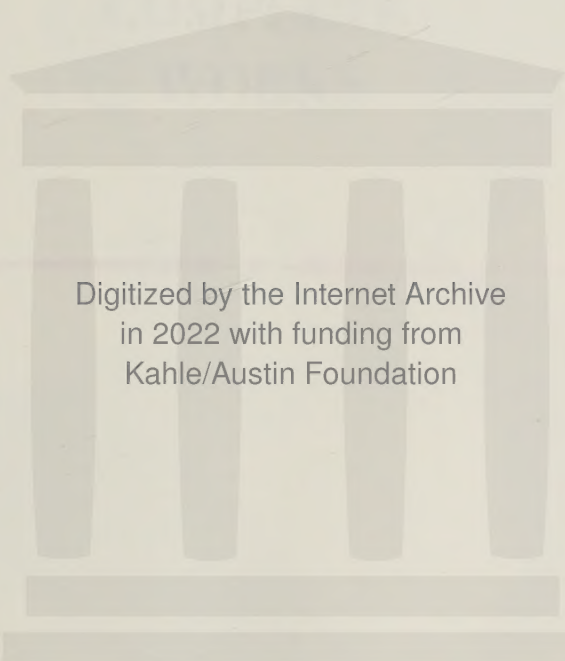 Digitized by the Internet Archive
in 2022 with funding from
Kahle/Austin Foundation